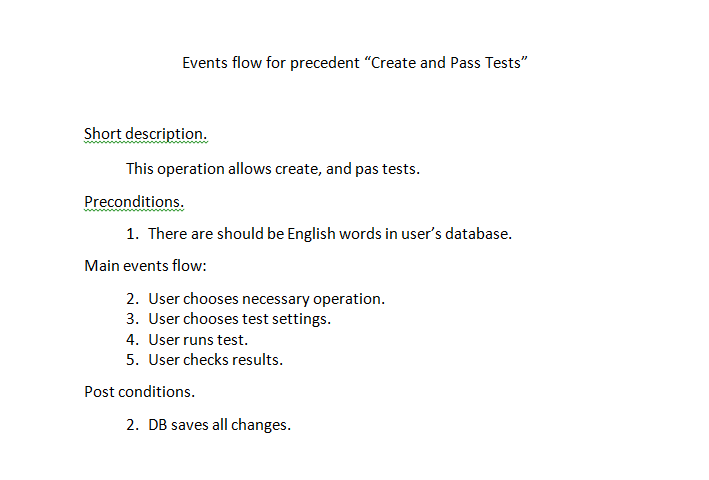 Events flow for precedent “Create and Pass Tests”
Short description.
This operation allows create, and pas tests.
Preconditions.
1. There are should be English words in user’s database.
Main events flow:
2. User chooses necessary operation.
3. User chooses test settings.
4. User runs test.
5. User checks results.
Post conditions.
2. DB saves all changes.